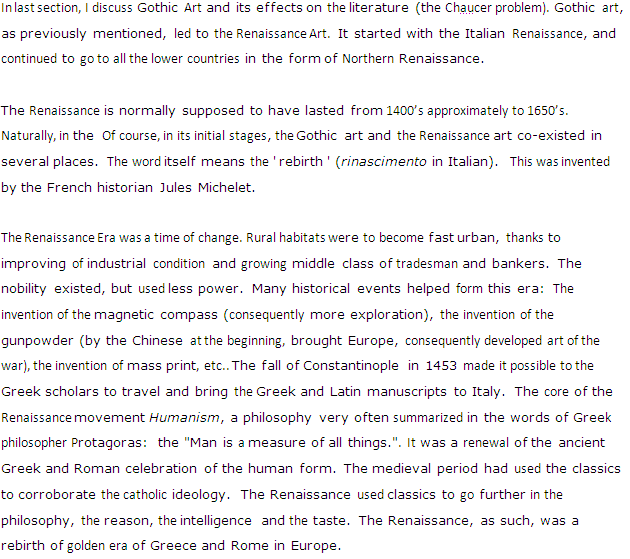 In last section, I discuss Gothic Art and its effects on the literature (the Chaucer problem). Gothic art,
as previously mentioned, led to the Renaissance Art. It started with the Italian Renaissance, and
continued to go to all the lower countries in the form of Northern Renaissance.
The Renaissance is normally supposed to have lasted from 1400's approximately to 1650's.
Naturally, in the Of course, in its initial stages, the Gothic art and the Renaissance art co-existed in
several places. The word itself means the ' rebirth ' (rinascimento in Italian). This was invented
by the French historian Jules Michelet.
The Renaissance Era was a time of change. Rural habitats were to become fast urban, thanks to
improving of industrial condition and growing middle class of tradesman and bankers. The
nobility existed, but used less power. Many historical events helped form this era: The
invention of the magnetic compass (consequently more exploration), the invention of the
gunpowder (by the Chinese at the beginning, brought Europe, consequently developed art of the
war), the invention of mass print, etc.. The fall of Constantinople in 1453 made it possible to the
Greek scholars to travel and bring the Greek and Latin manuscripts to Italy. The core of the
Renaissance movement Humanism, a philosophy very often summarized in the words of Greek
philosopher Protagoras: the "Man is a measure of all things.". It was a renewal of the ancient
Greek and Roman celebration of the human form. The medieval period had used the classics
to corroborate the catholic ideology. The Renaissance used classics to go further in the
philosophy, the reason, the intelligence and the taste. The Renaissance, as such, was a
rebirth of golden era of Greece and Rome in Europe.